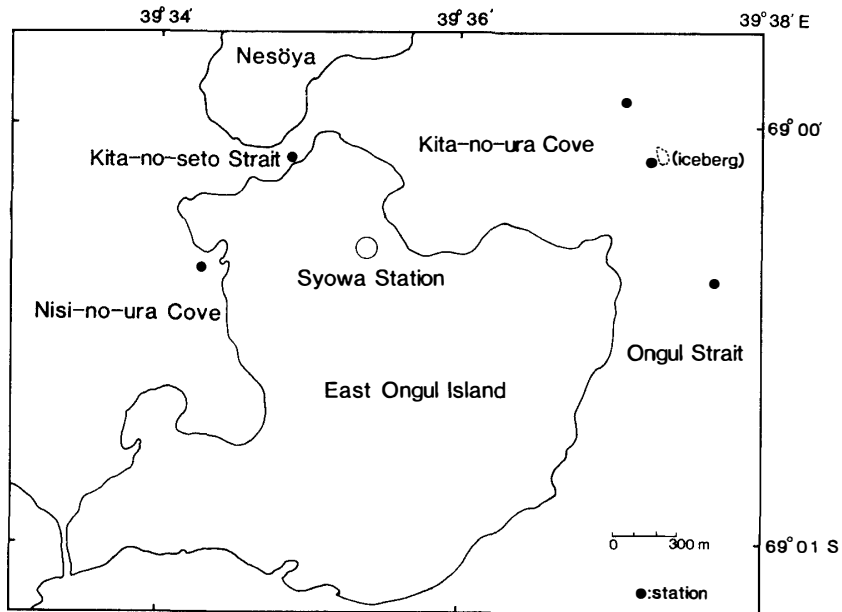 39°34′ 39°36′ 39°38′E
Nesöya
69°00′
Kita-no-ura Cove
Kita-no-seto Strait
(iceberg)
Syowa Station
Nisi-no-ura Cove
Ongul Strait
East Ongul Island
0 300 m
69°01 S
●:station